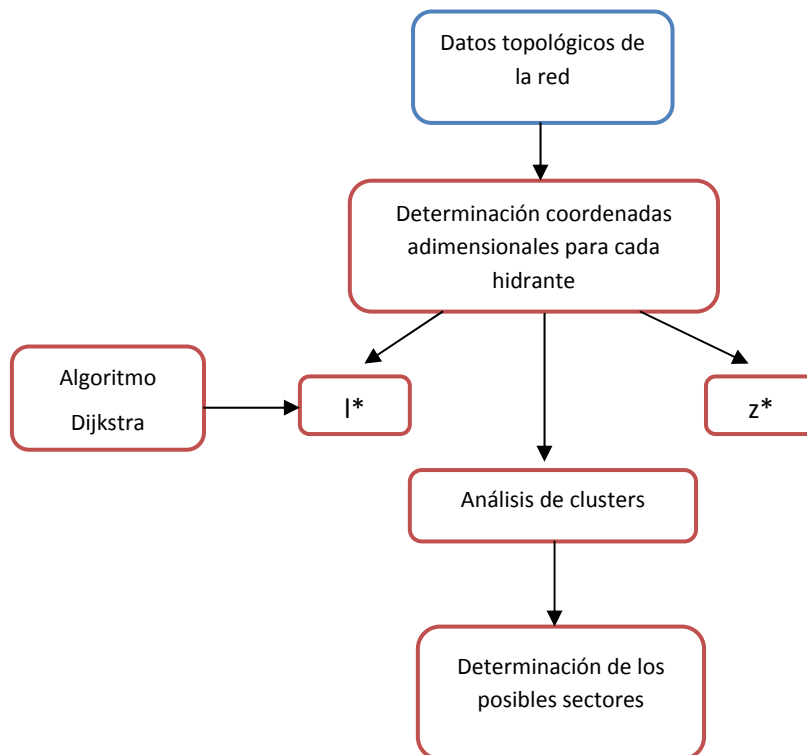 Datos topológicos de
la red
Determinación coordenadas
adimensionales para cada
hidrante
Algoritmo
Dijkstra
l*
z*
Análisis de clusters
Determinación de los
posibles sectores